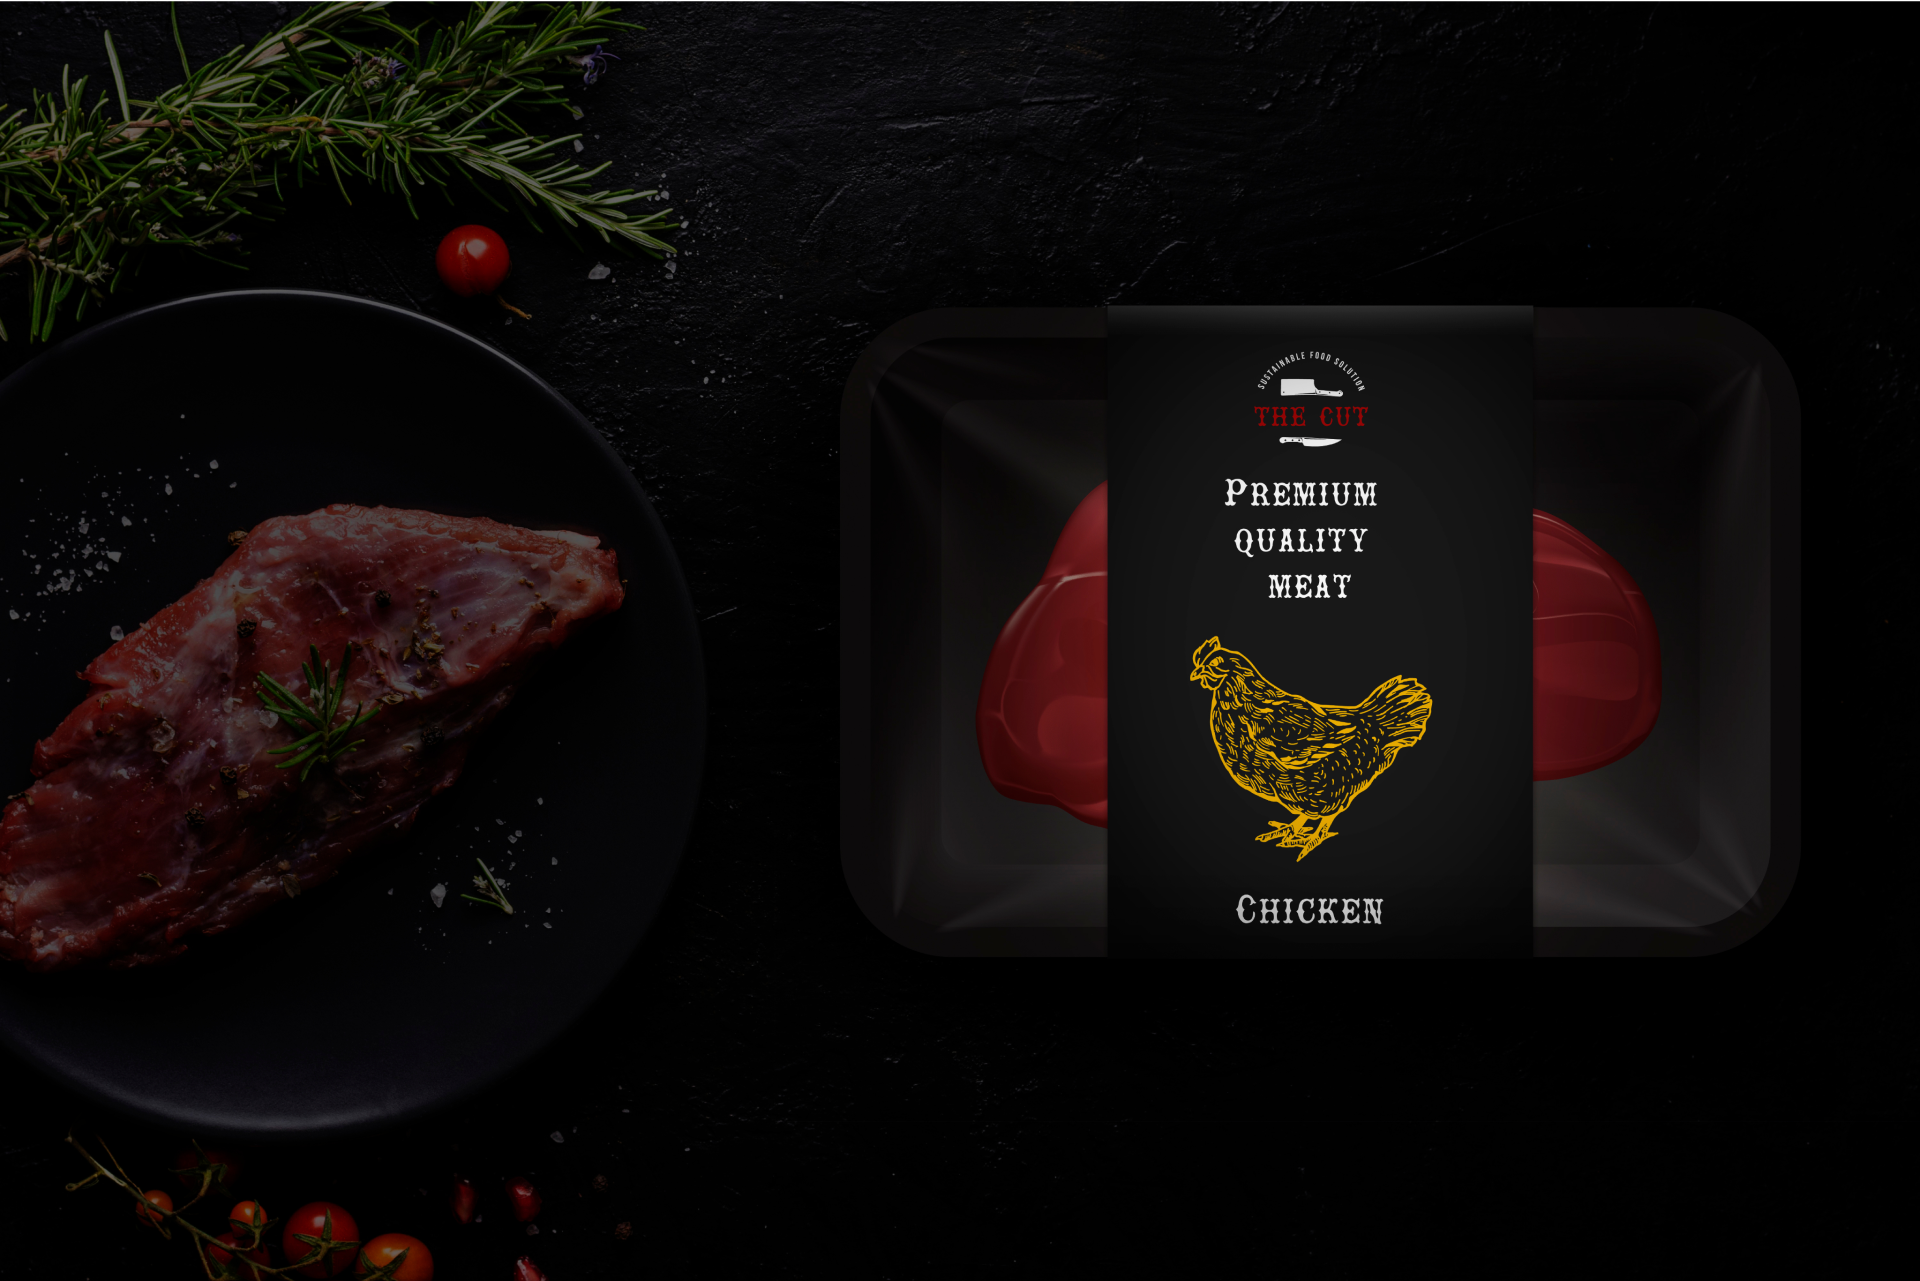 SUSTAINABLE FOOD SOLUTION
THE CUT
PREMIUM
QUALITY
MEAT
CHICKEN